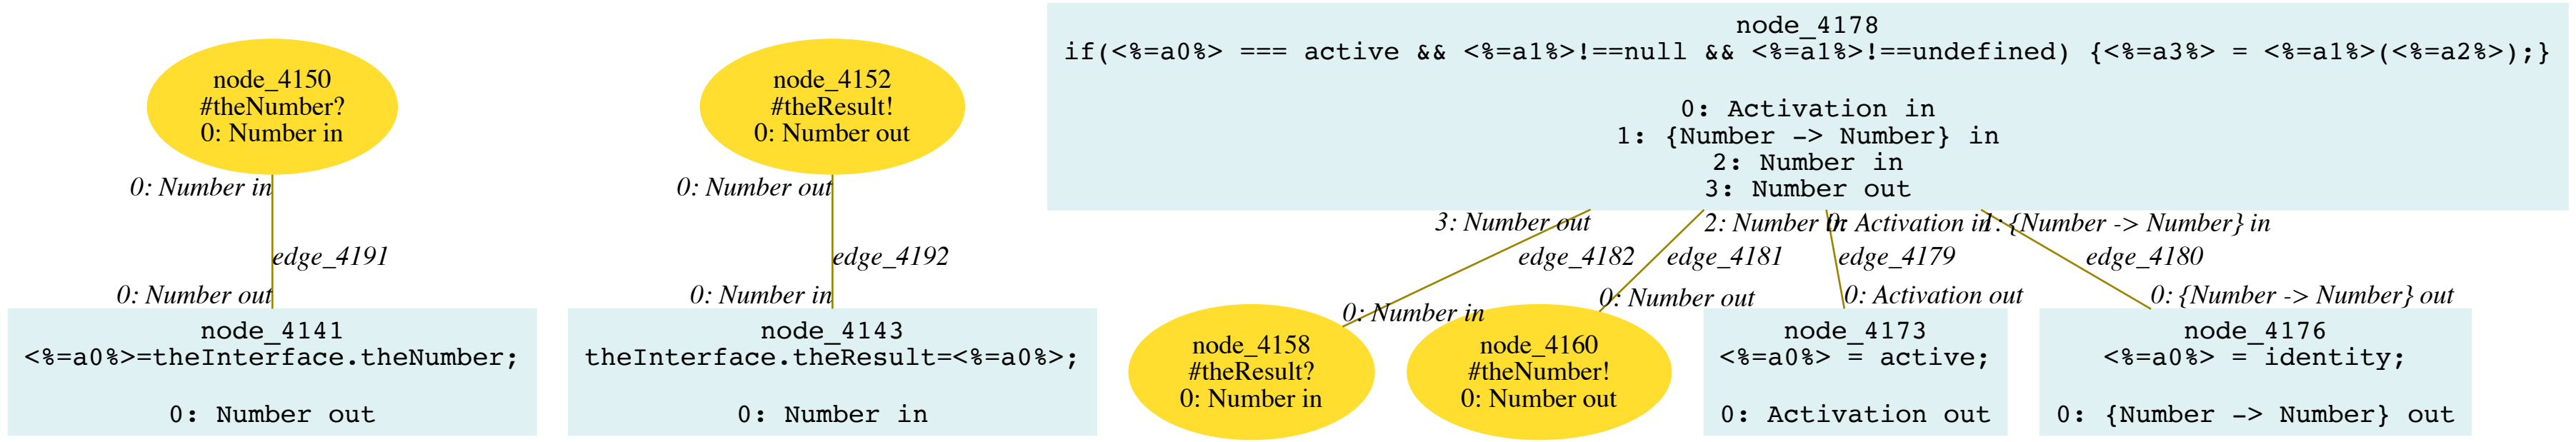 node_4150
#theNumber?
0: Number in
node_4152
#theResult!
0: Number out
node_4178
if(<%=a0%> === active && <%=a1%>!==null && <%=a1%>!==undefined) {<%=a3%> = <%=a1%>(<%=a2%>);}
0: Activation in
1: {Number -> Number} in
2: Number in
3: Number out
0: Number in
0: Number out
3: Number out
2: Number in
0: Activation in
1: {Number -> Number} in
edge_4191
edge_4192
edge_4182
edge_4181
edge_4179
edge_4180
0: Number out
0: Number in
0: Number in
0: Number out
0: Activation out
0: {Number -> Number} out
node_4141
<%=a0%>=theInterface.theNumber;
0: Number out
node_4143
theInterface.theResult=<%=a0%>;
0: Number in
node_4158
#theResult?
0: Number in
node_4160
#theNumber!
0: Number out
node_4173
<%=a0%> = active;
0: Activation out
node_4176
<%=a0%> = identity;
0: {Number -> Number} out